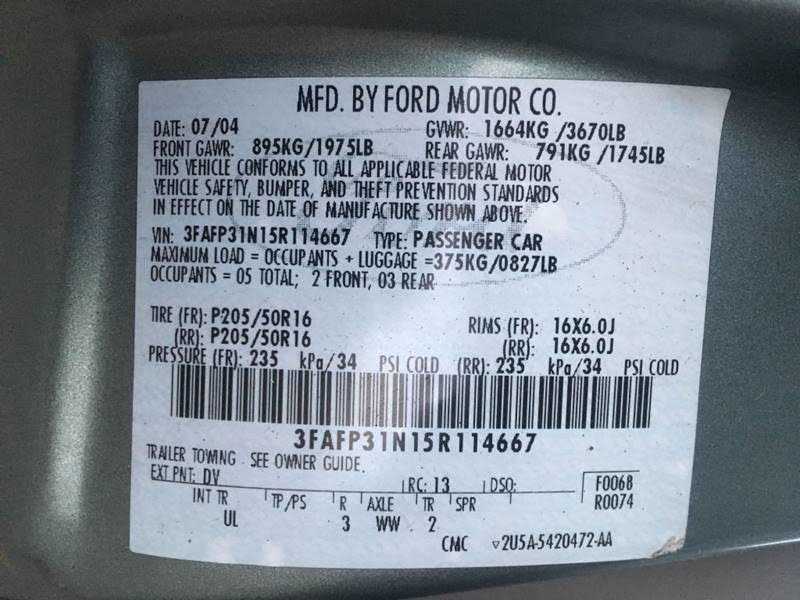 MFD. BY FORD MOTOR CO.
DATE: 07/04 GVWR: 1664KG /3670LB
FRONT GAWR: 895KG/1975LB REAR GAWR: 791KG /1745LB
THIS VEHICLE CONFORMS TO ALL APPLICABLE FEDERAL MOTOR
VEHICLE SAFETY, BUMPER, AND THEFT PREVENTION STANDARDS
IN EFFECT ON THE DATE OF MANUFACTURE SHOWN ABOVE.
VIN: 3FAFP31N15R114667 TYPE: PASSENGER CAR
MAXIMUM LOAD = OCCUPANTS + LUGGAGE =375KG/0827LB
OCCUPANTS = 05 TOTAL; 2 FRONT, 03 REAR
TIRE (FR): P205/50R16 RIMS (FR): 16X6.0J
(RR): P205/50R16 (RR): 16X6.0J
PRESSURE (FR): 235 kPa/34 PSI COLD (RR): 235 kPa/34 PSI COLD
3FAFP31N15R114667
TRAILER TOWING. SEE OWNER GUIDE.
EXT PNT: DV RC: 13 DSO: F0068
INT TR TP/PS R AXLE TR SPR R0074
UL 3 WW 2
CMC ▽2U5A-5420472-AA